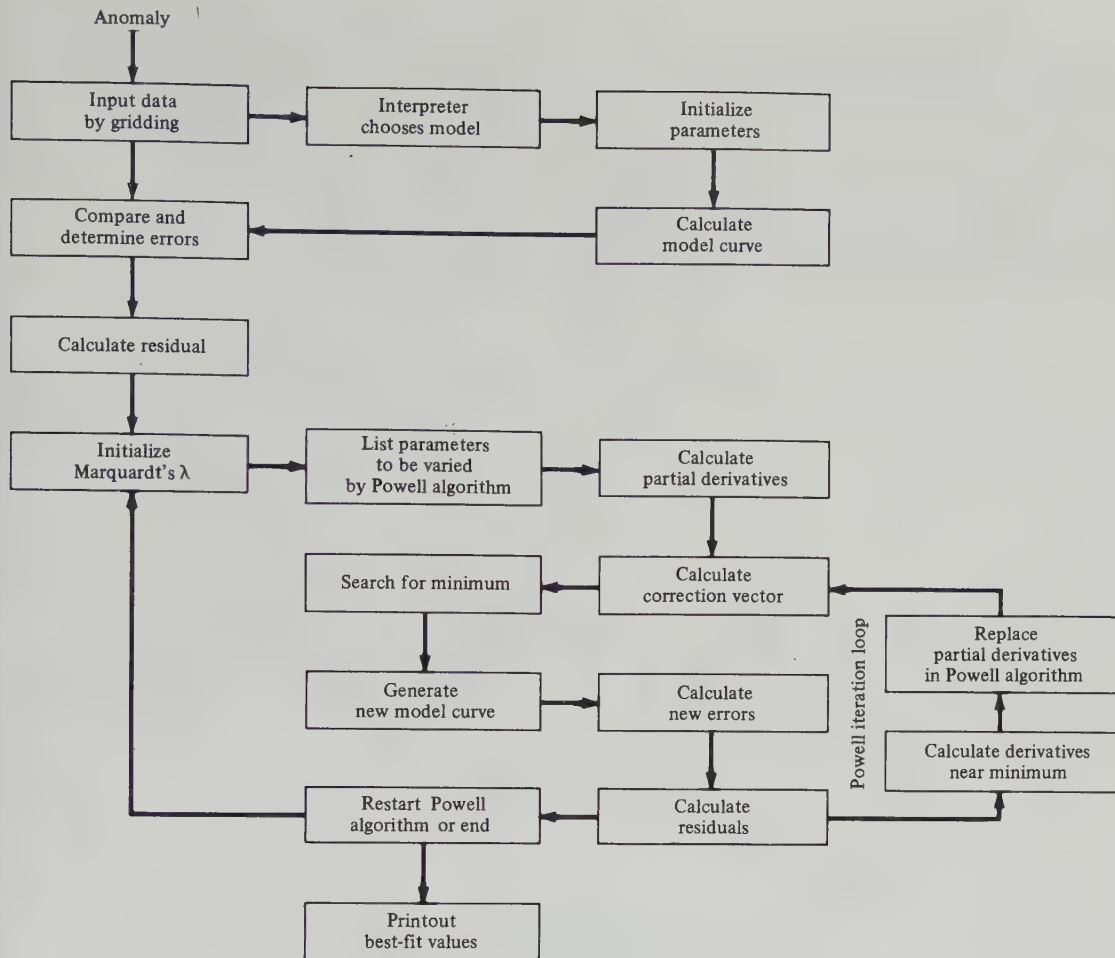 Anomaly
Input data
by gridding
Interpreter
chooses model
Initialize
parameters
Compare and
determine errors
Calculate
model curve
Calculate residual
Initialize
Marquardt's λ
List parameters
to be varied
by Powell algorithm
Calculate
partial derivatives
Search for minimum
Calculate
correction vector
Replace
partial derivatives
in Powell algorithm
Powell iteration loop
Generate
new model curve
Calculate
new errors
Calculate derivatives
near minimum
Restart Powell
algorithm or end
Calculate
residuals
Printout
best-fit values